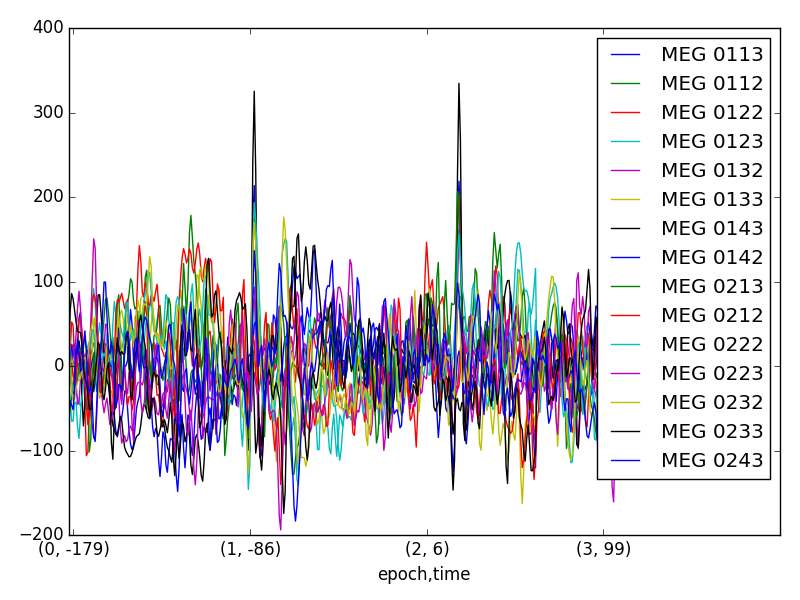 400
300
200
100
0
−100
−200
(0, -179)
(1, -86)
(2, 6)
(3, 99)
epoch,time
MEG 0113
MEG 0112
MEG 0122
MEG 0123
MEG 0132
MEG 0133
MEG 0143
MEG 0142
MEG 0213
MEG 0212
MEG 0222
MEG 0223
MEG 0232
MEG 0233
MEG 0243